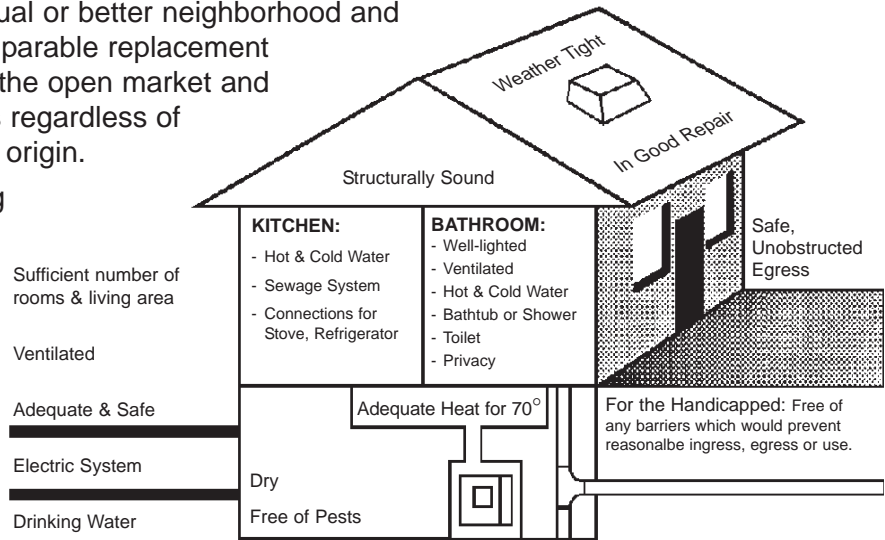 ual or better neighborhood and
parable replacement
the open market and
regardless of
origin.
g
Weather Tight
In Good Repair
Structurally Sound
KITCHEN:
- Hot & Cold Water
- Sewage System
- Connections for
Stove, Refrigerator
BATHROOM:
- Well-lighted
- Ventilated
- Hot & Cold Water
- Bathtub or Shower
- Toilet
- Privacy
Safe,
Unobstructed
Egress
Sufficient number of
rooms & living area
Ventilated
Adequate & Safe
Electric System
Drinking Water
Adequate Heat for 70°
Dry
Free of Pests
For the Handicapped: Free of
any barriers which would prevent
reasonalbe ingress, egress or use.